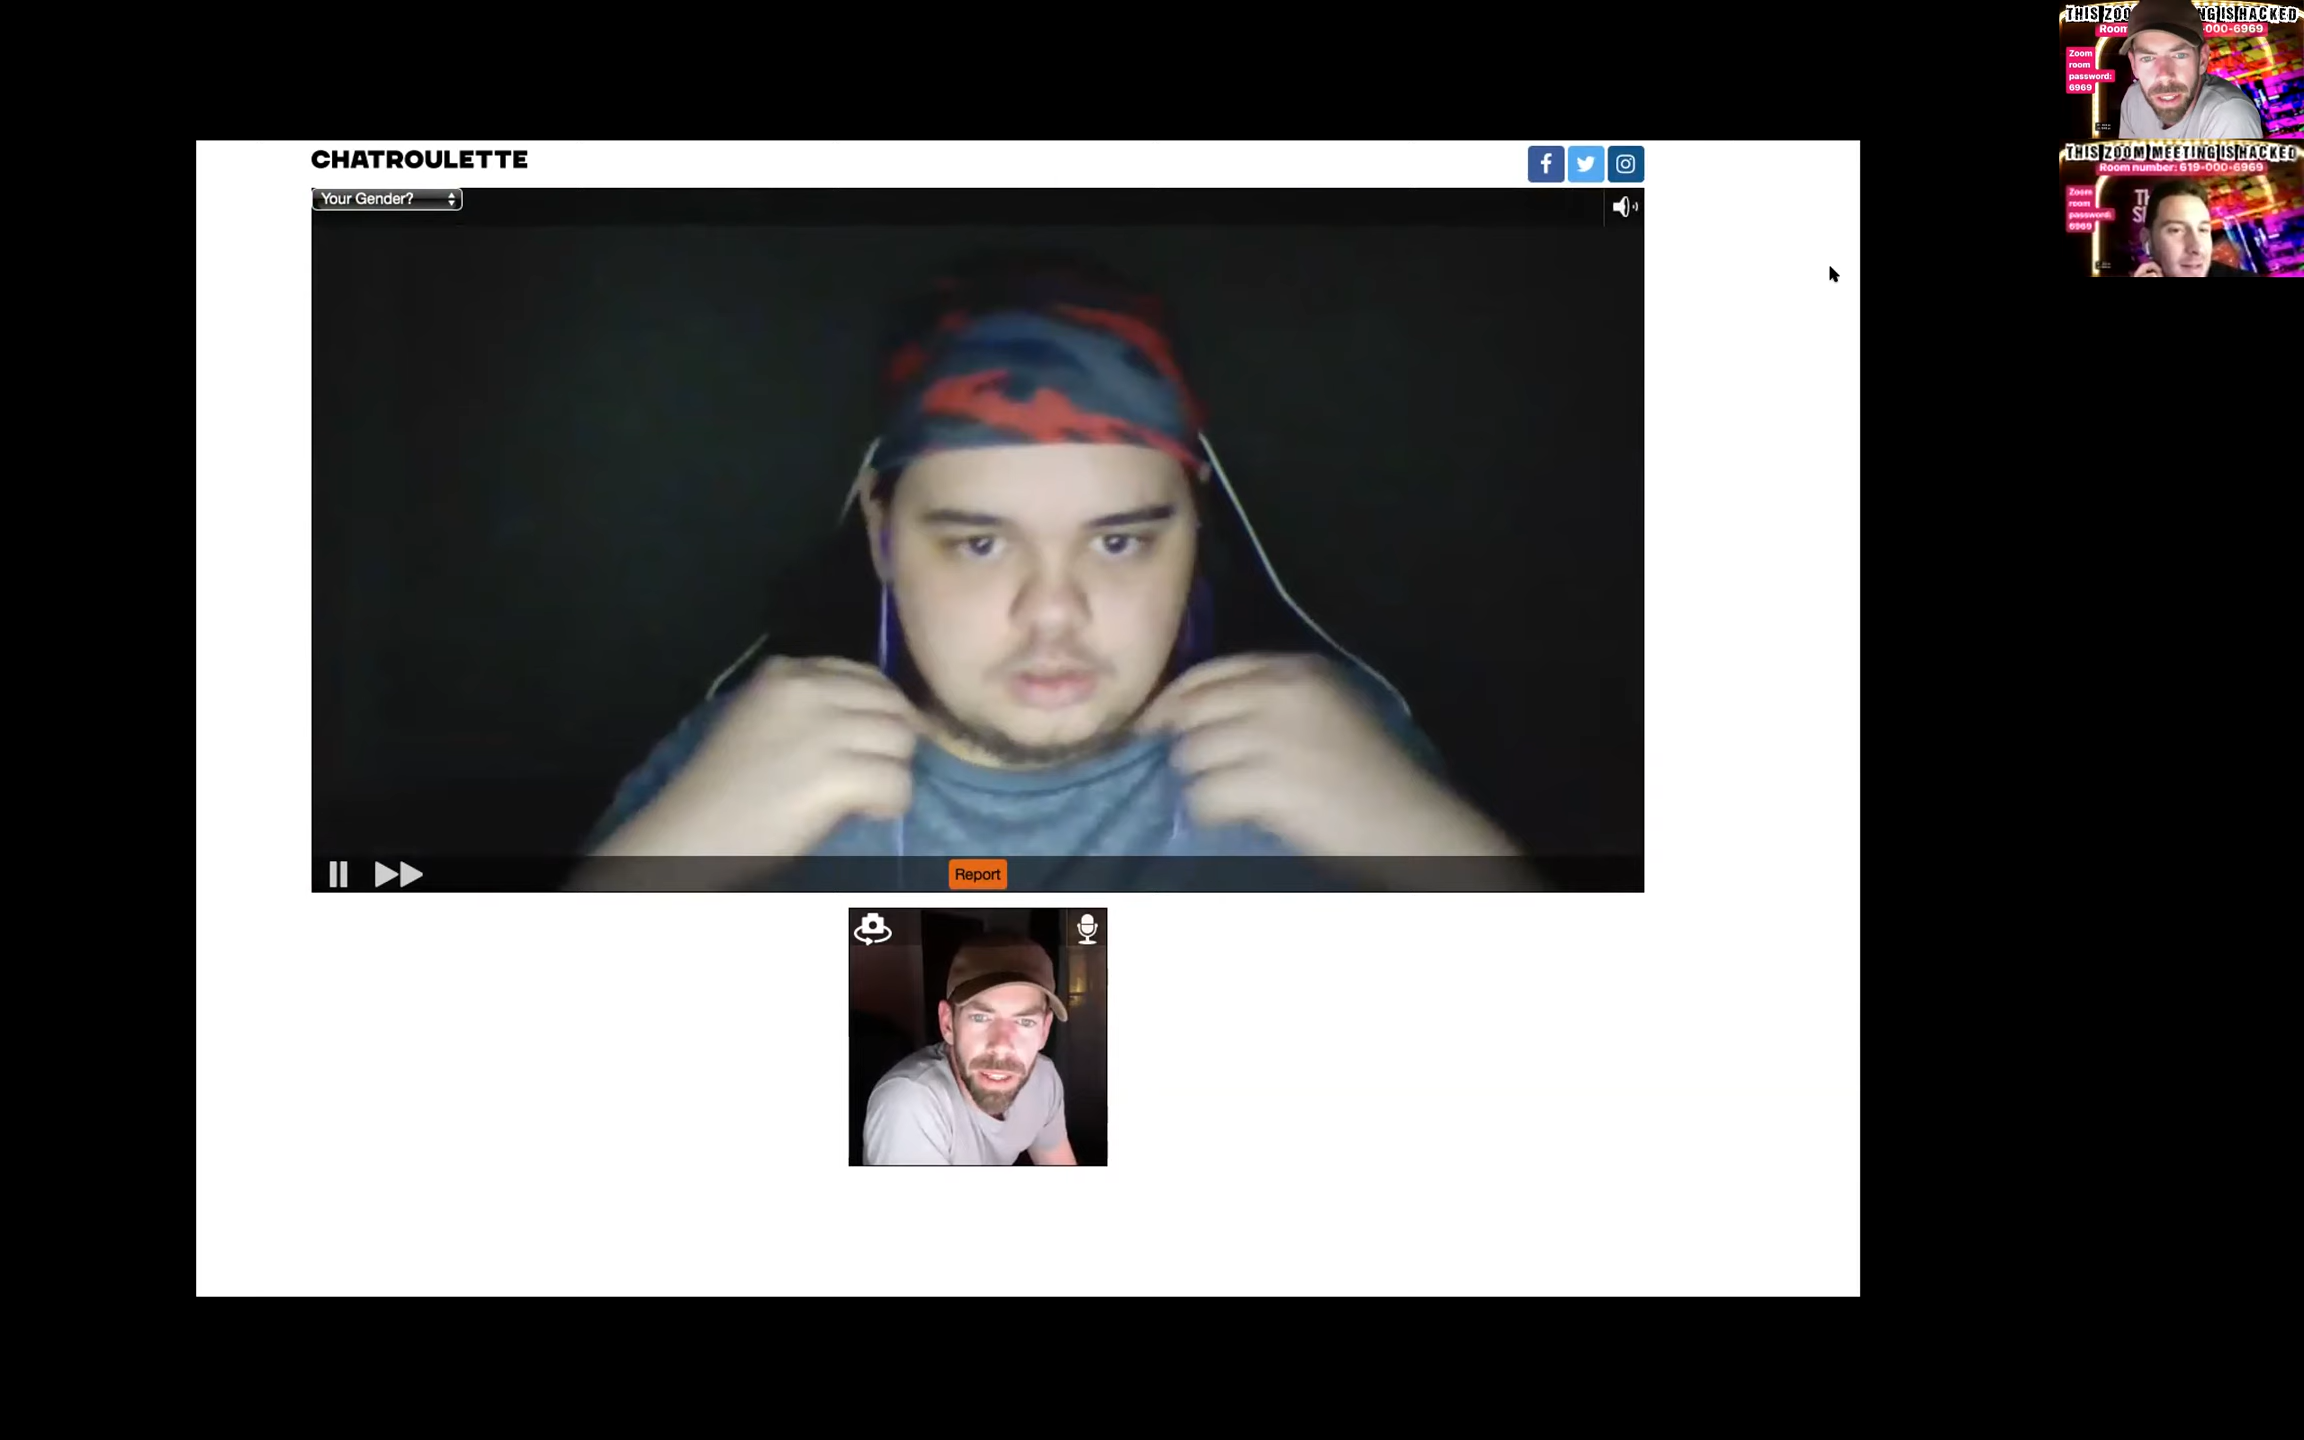 CHATROULETTE
Your Gender?
Report
THIS ZOO NG IS HACKED
Room -000-6969
Zoom
room
password:
6969
THIS ZOOM MEETING IS HACKED
Room number: 619-000-6969
Zoom
room
password:
6969